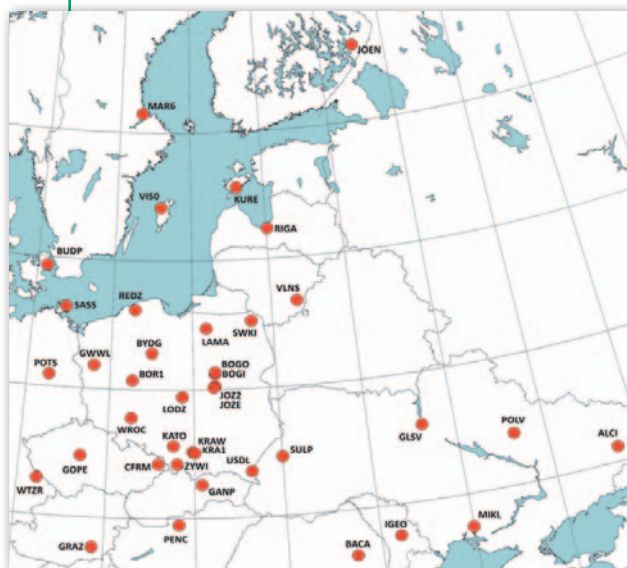 JOEN
MAR6
KURE
VIS0
RIGA
BUDP
VLNS
SASS
REDZ
SWKI
LAMA
BYDG
GWWL
POTS
BOGO
BOGI
BOR1
JOZ2
JOZE
LODZ
WROC
GLSV
POLV
ALCI
KATO
KRAW
KRA1
SULP
GOPE
CFRM
ZYWI
USDL
WTZR
GANP
PENC
IGEO
MIKL
GRAZ
BACA